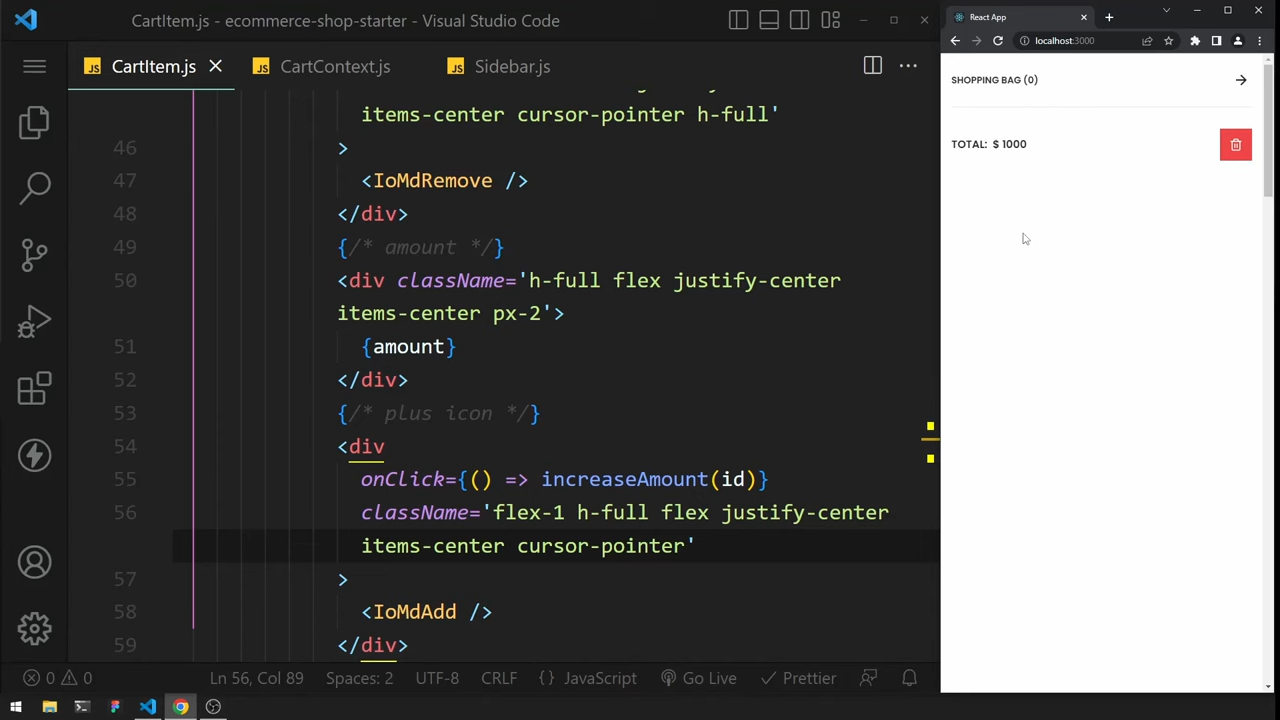 CartItem.js - ecommerce-shop-starter - Visual Studio Code
CartItem.js
CartContext.js
Sidebar.js
items-center cursor-pointer h-full'
46 >
47 <IoMdRemove />
48 </div>
49 {/* amount */}
50 <div className='h-full flex justify-center
items-center px-2'>
51 {amount}
52 </div>
53 {/* plus icon */}
54 <div
55 onClick={() => increaseAmount(id)}
56 className='flex-1 h-full flex justify-center
items-center cursor-pointer'
57 >
58 <IoMdAdd />
59 </div>
0 0 Ln 56, Col 89 Spaces: 2 UTF-8 CRLF {} JavaScript Go Live Prettier
React App
localhost:3000
SHOPPING BAG (0)
TOTAL: $ 1000